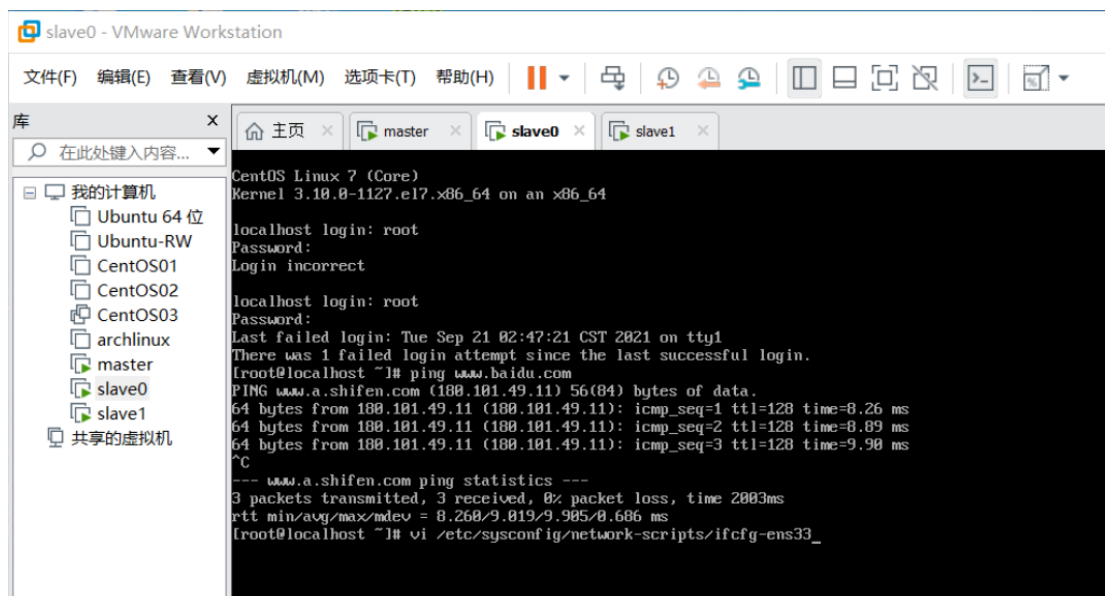 slave0 - VMware Workstation
文件(F) 编辑(E) 查看(V) 虚拟机(M) 选项卡(T) 帮助(H)
库
在此处键入内容...
我的计算机
Ubuntu 64 位
Ubuntu-RW
CentOS01
CentOS02
CentOS03
archlinux
master
slave0
slave1
共享的虚拟机
主页 master slave0 slave1
CentOS Linux 7 (Core)
Kernel 3.10.0-1127.el7.x86_64 on an x86_64
localhost login: root
Password:
Login incorrect
localhost login: root
Password:
Last failed login: Tue Sep 21 02:47:21 CST 2021 on tty1
There was 1 failed login attempt since the last successful login.
[root@localhost ~]# ping www.baidu.com
PING www.a.shifen.com (180.101.49.11) 56(84) bytes of data.
64 bytes from 180.101.49.11 (180.101.49.11): icmp_seq=1 ttl=128 time=8.26 ms
64 bytes from 180.101.49.11 (180.101.49.11): icmp_seq=2 ttl=128 time=8.89 ms
64 bytes from 180.101.49.11 (180.101.49.11): icmp_seq=3 ttl=128 time=9.90 ms
^C
--- www.a.shifen.com ping statistics ---
3 packets transmitted, 3 received, 0% packet loss, time 2003ms
rtt min/avg/max/mdev = 8.260/9.019/9.905/0.686 ms
[root@localhost ~]# vi /etc/sysconfig/network-scripts/ifcfg-ens33_